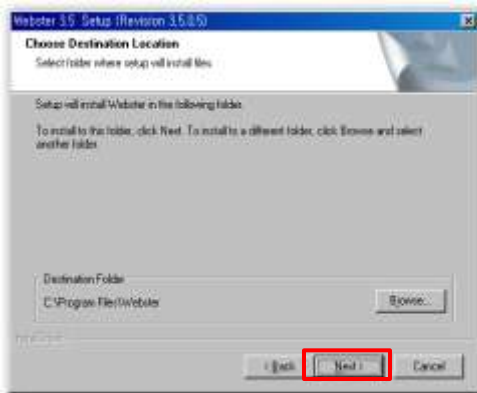 Webster 3.5 Setup (Revision 3.5.0.5)
Choose Destination Location
Select folder where setup will install files.
Setup will install Webster in the following folder.
To install to this folder, click Next. To install to a different folder, click Browse and select
another folder.
Destination Folder
C:\Program Files\Webster
Browse...
< Back
Next >
Cancel